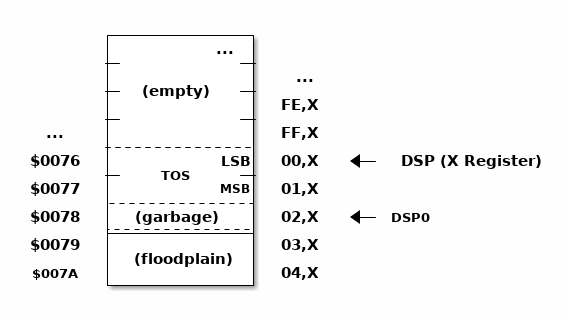 ...
...
(empty)
FE,X
... FF,X
$0076 LSB 00,X DSP (X Register)
TOS
$0077 MSB 01,X
$0078 (garbage) 02,X DSP0
$0079 03,X
(floodplain)
$007A 04,X